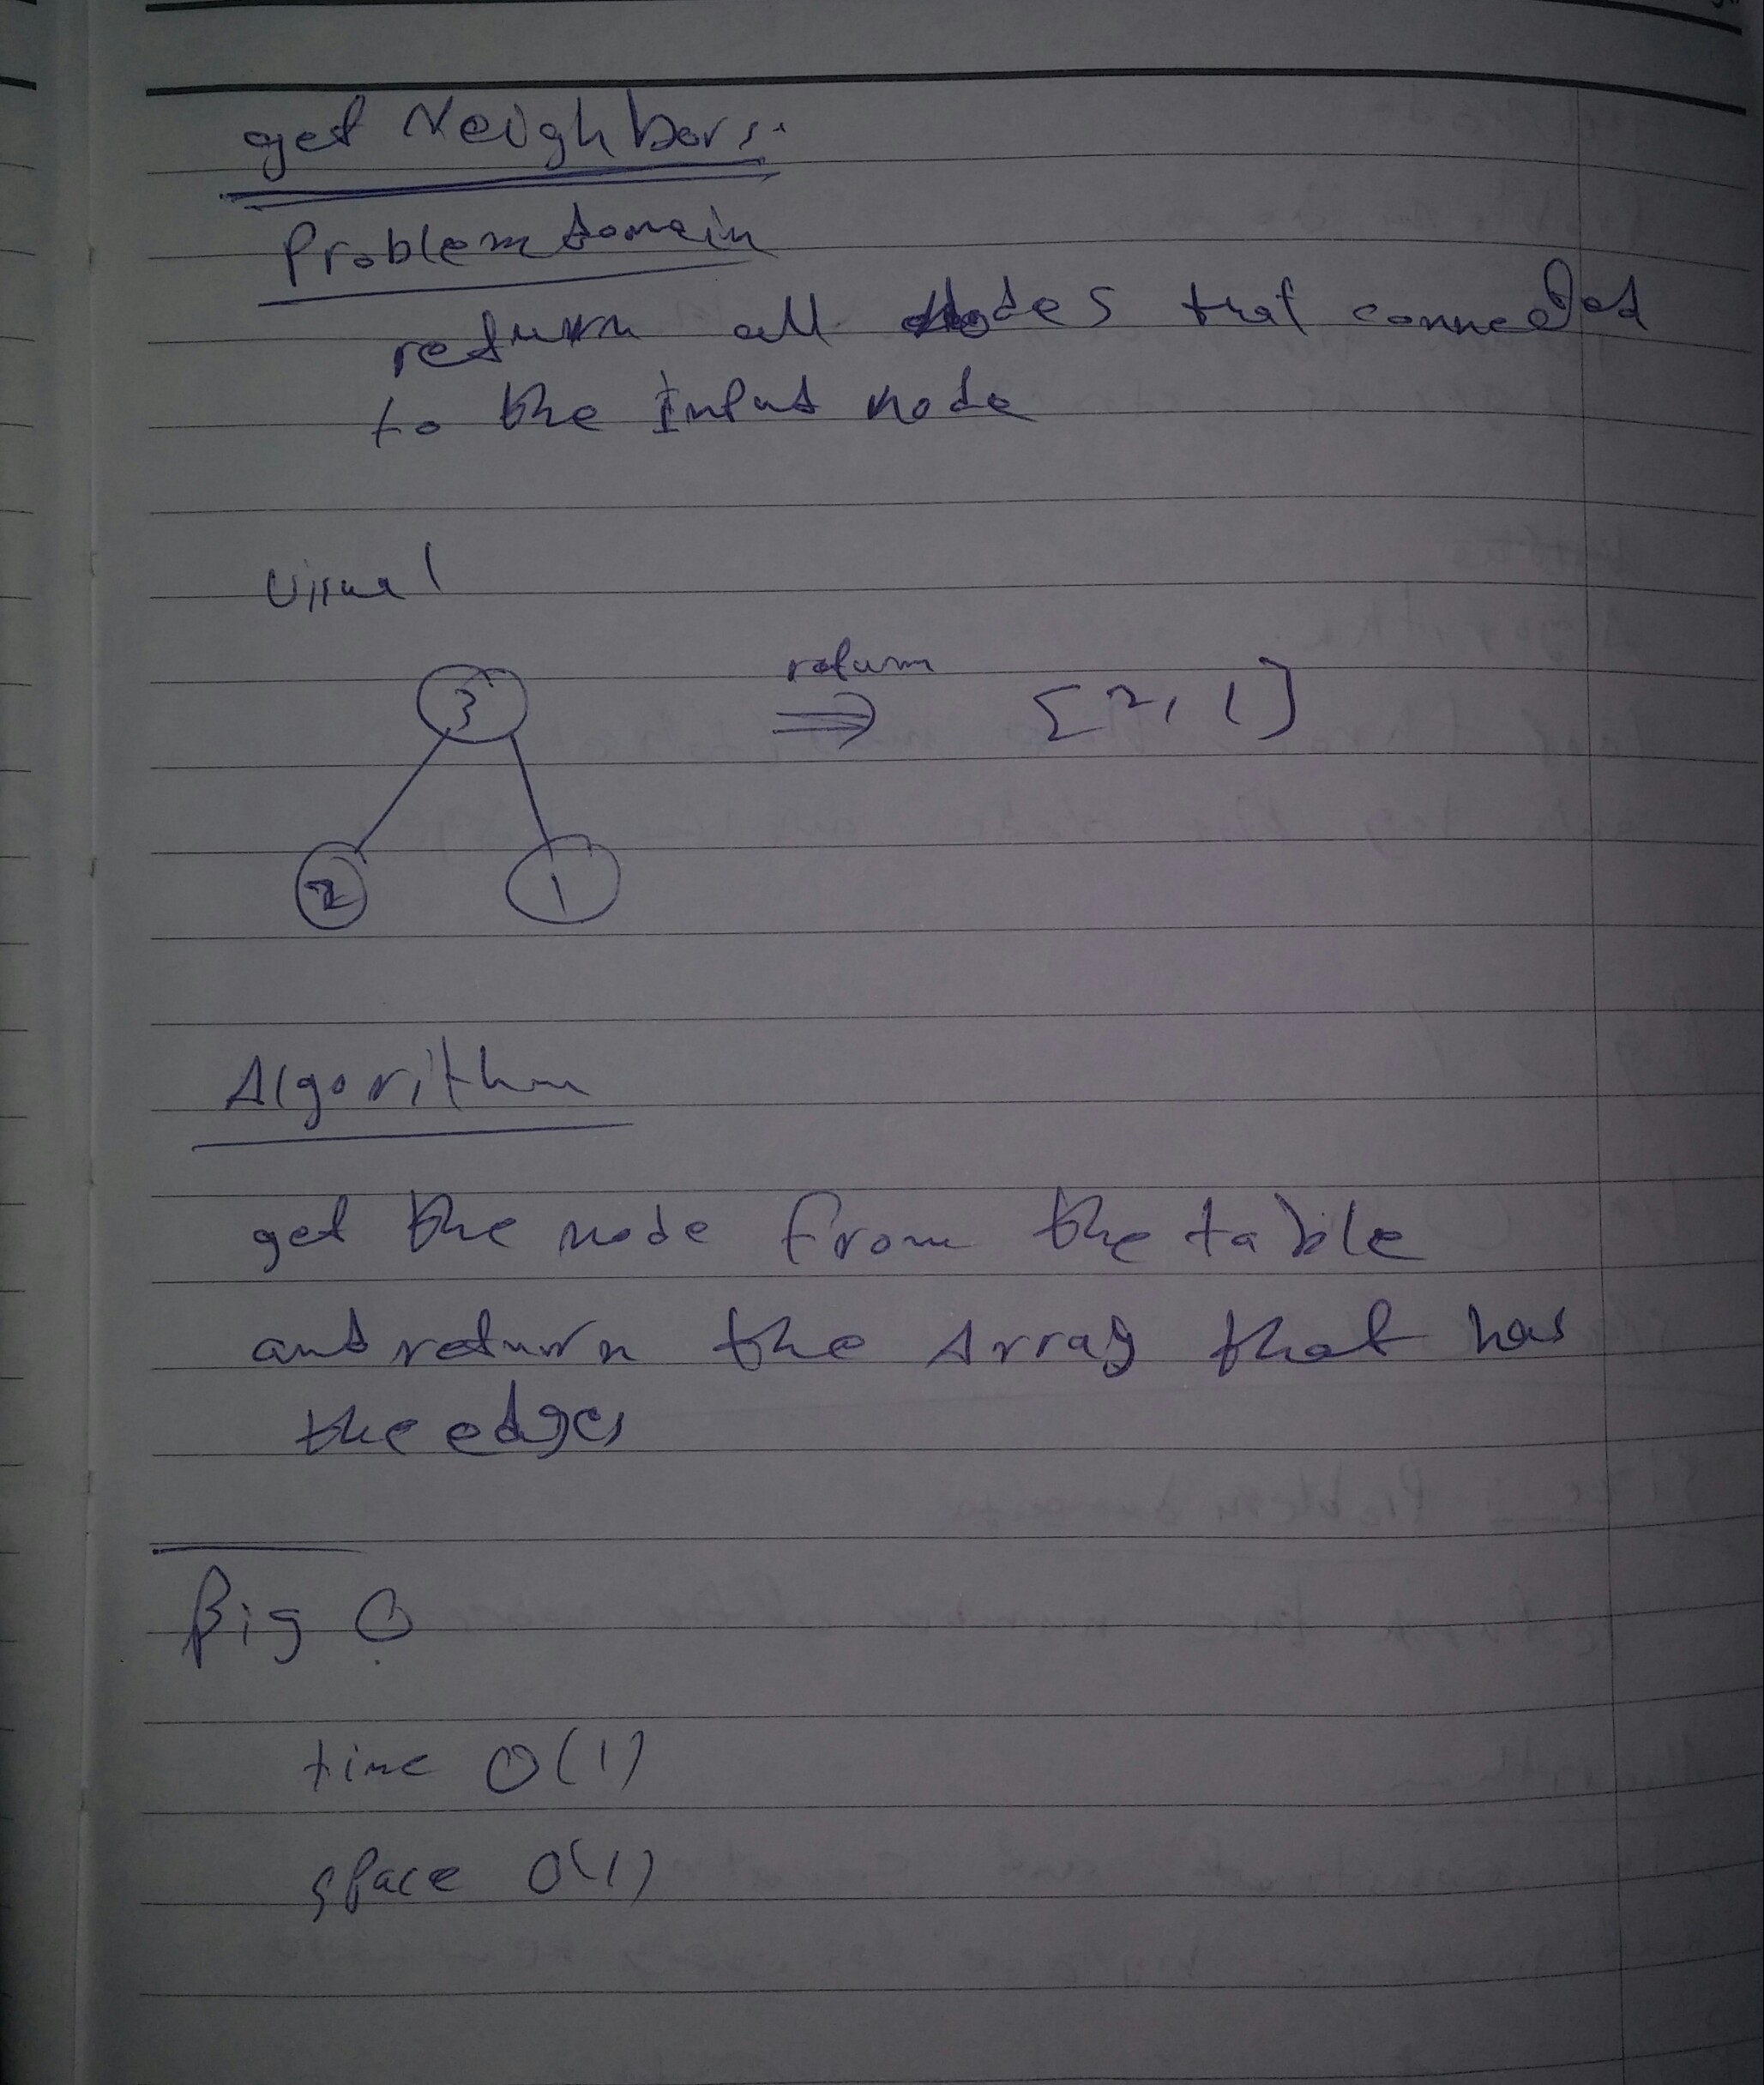 get Neighbors:
Problem domain
return all nodes that connected
to the Input node
Visual
3
return
⇒ [2, 1]
2 1
Algorithm
get the node from the table
and return the Array that has
the edges
Big O
time O(1)
space O(1)